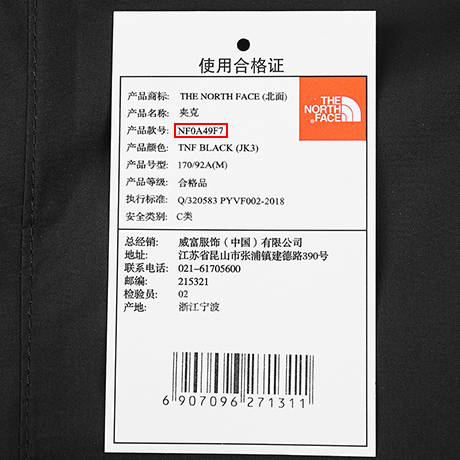 使用合格证
产品商标: THE NORTH FACE (北面)
产品名称: 夹克
产品款号: NF0A49F7
产品颜色: TNF BLACK (JK3)
产品号型: 170/92A(M)
产品等级: 合格品
执行标准: Q/320583 PYVF002-2018
安全类别: C类
THE
NORTH
FACE
总经销: 威富服饰（中国）有限公司
地址: 江苏省昆山市张浦镇建德路390号
联系电话: 021-61705600
邮编: 215321
检验员: 02
产地: 浙江宁波
6 907096 271311